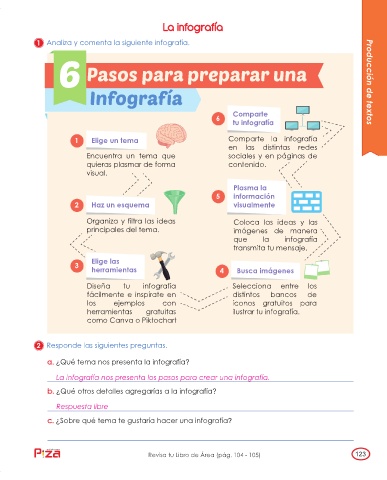 La infografía
1 Analiza y comenta la siguiente infografía.
Producción de textos
6 Pasos para preparar una
Infografía
1 Elige un tema
Encuentra un tema que
quieras plasmar de forma
visual.
2 Haz un esquema
Organiza y filtra las ideas
principales del tema.
3 Elige las
herramientas
Diseña tu infografía
fácilmente e inspirate en
los ejemplos con
herramientas gratuitas
como Canva o Piktochart
4 Busca imágenes
Selecciona entre los
distintos bancos de
íconos gratuitos para
ilustrar tu infografía.
5 Plasma la
información
visualmente
Coloca las ideas y las
imágenes de manera
que la infografía
transmita tu mensaje.
6 Comparte
tu infografía
Comparte la infografía
en las distintas redes
sociales y en páginas de
contenido.
2 Responde las siguientes preguntas.
a. ¿Qué tema nos presenta la infografía?
La infografía nos presenta los pasos para crear una infografía.
b. ¿Qué otros detalles agregarías a la infografía?
Respuesta libre
c. ¿Sobre qué tema te gustaría hacer una infografía?
Pizza
Revisa tu Libro de Área (pág. 104 - 105)
123